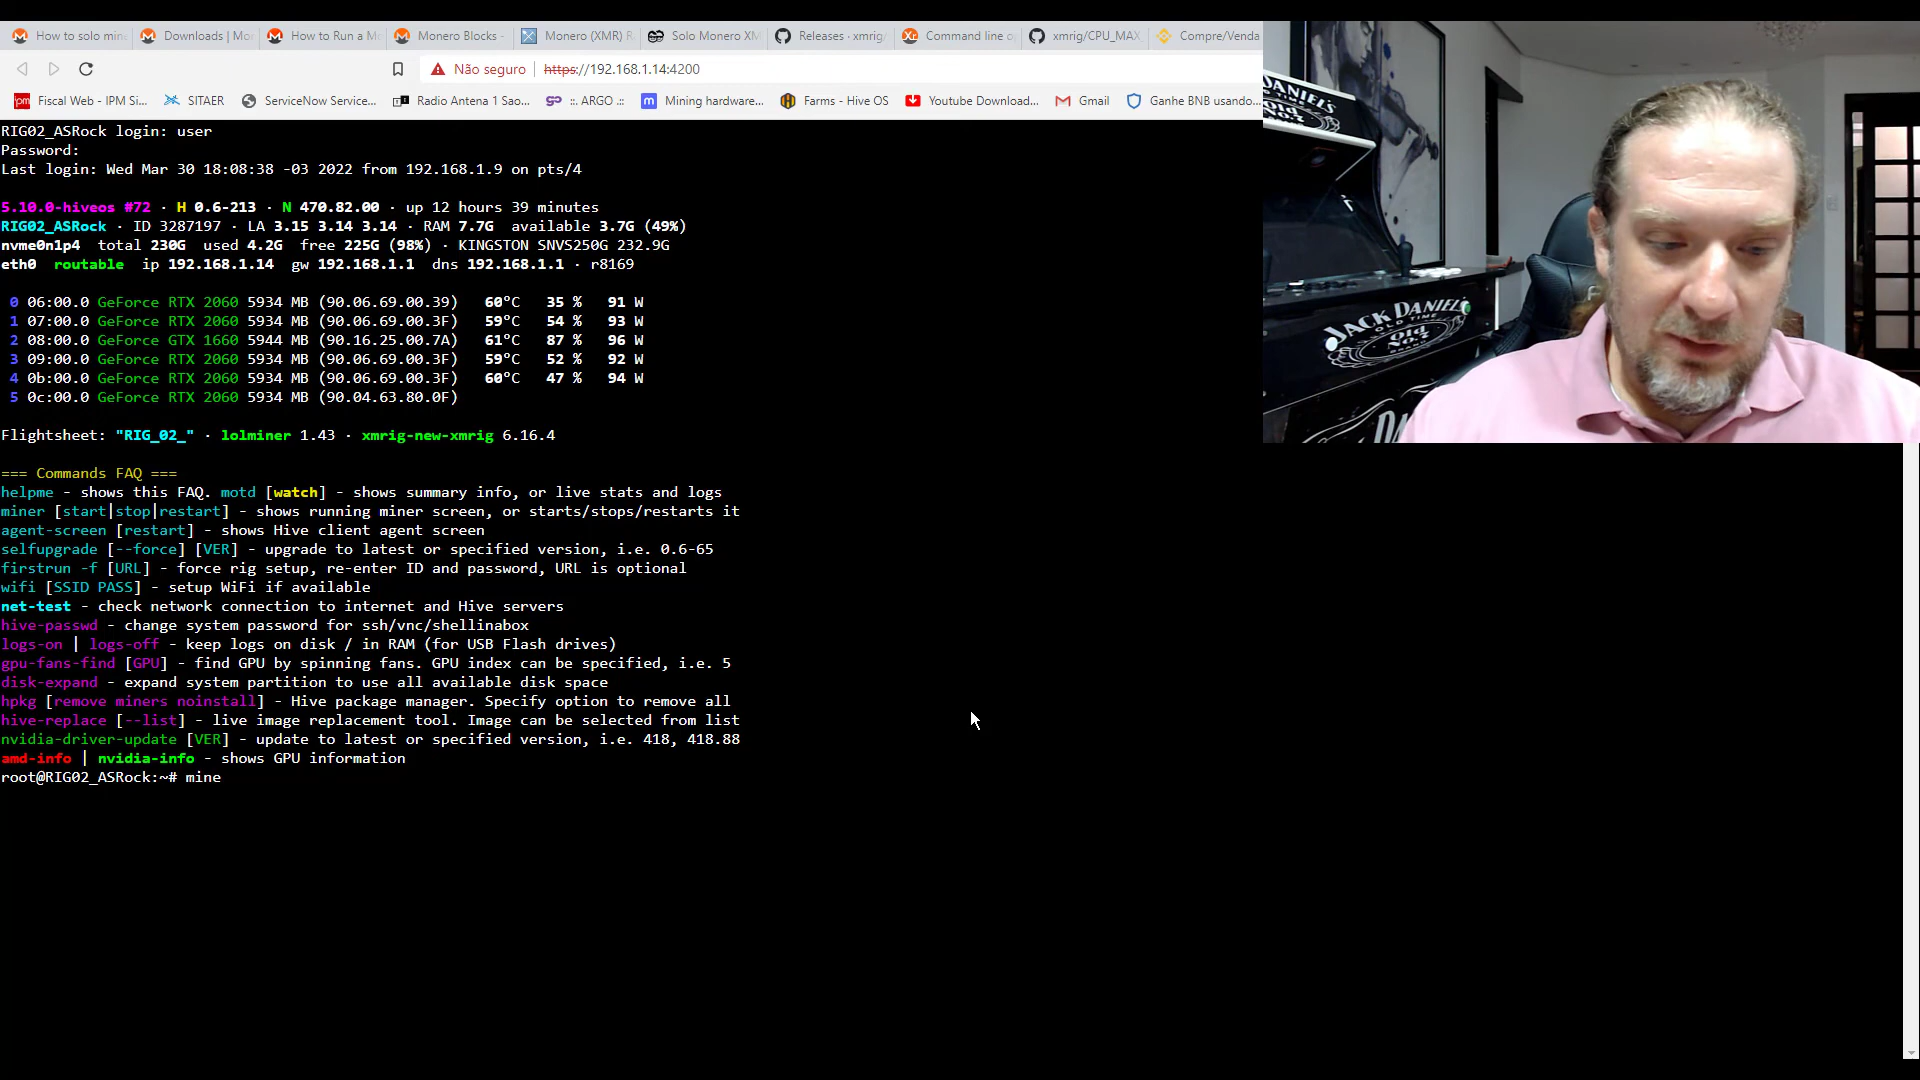 How to solo min
Downloads | Mo
How to Run a M
Monero Blocks -
Monero (XMR) R
Solo Monero XM
Releases · xmrig
Command line o
xmrig/CPU_MAX
Compre/Venda
Não seguro
https://192.168.1.14:4200
Fiscal Web - IPM Si...
SITAER
ServiceNow Service...
Radio Antena 1 Sao...
::. ARGO .::
Mining hardware...
Farms - Hive OS
Youtube Download...
Gmail
Ganhe BNB usando...
RIG02_ASRock login: user
Password:
Last login: Wed Mar 30 18:08:38 -03 2022 from 192.168.1.9 on pts/4
5.10.0-hiveos #72 · H 0.6-213 · N 470.82.00 · up 12 hours 39 minutes
RIG02_ASRock · ID 3287197 · LA 3.15 3.14 3.14 · RAM 7.7G available 3.7G (49%)
nvme0n1p4 total 230G used 4.2G free 225G (98%) · KINGSTON SNVS250G 232.9G
eth0 routable ip 192.168.1.14 gw 192.168.1.1 dns 192.168.1.1 · r8169
0 06:00.0 GeForce RTX 2060 5934 MB (90.06.69.00.39) 60°C 35 % 91 W
1 07:00.0 GeForce RTX 2060 5934 MB (90.06.69.00.3F) 59°C 54 % 93 W
2 08:00.0 GeForce GTX 1660 5944 MB (90.16.25.00.7A) 61°C 87 % 96 W
3 09:00.0 GeForce RTX 2060 5934 MB (90.06.69.00.3F) 59°C 52 % 92 W
4 0b:00.0 GeForce RTX 2060 5934 MB (90.06.69.00.3F) 60°C 47 % 94 W
5 0c:00.0 GeForce RTX 2060 5934 MB (90.04.63.80.0F)
Flightsheet: "RIG_02_" · lolminer 1.43 · xmrig-new-xmrig 6.16.4
=== Commands FAQ ===
helpme - shows this FAQ. motd [watch] - shows summary info, or live stats and logs
miner [start|stop|restart] - shows running miner screen, or starts/stops/restarts it
agent-screen [restart] - shows Hive client agent screen
selfupgrade [--force] [VER] - upgrade to latest or specified version, i.e. 0.6-65
firstrun -f [URL] - force rig setup, re-enter ID and password, URL is optional
wifi [SSID PASS] - setup WiFi if available
net-test - check network connection to internet and Hive servers
hive-passwd - change system password for ssh/vnc/shellinabox
logs-on | logs-off - keep logs on disk / in RAM (for USB Flash drives)
gpu-fans-find [GPU] - find GPU by spinning fans. GPU index can be specified, i.e. 5
disk-expand - expand system partition to use all available disk space
hpkg [remove miners noinstall] - Hive package manager. Specify option to remove all
hive-replace [--list] - live image replacement tool. Image can be selected from list
nvidia-driver-update [VER] - update to latest or specified version, i.e. 418, 418.88
amd-info | nvidia-info - shows GPU information
root@RIG02_ASRock:~# mine
JACK DANIEL'S
OLD TIME
Old
No.7